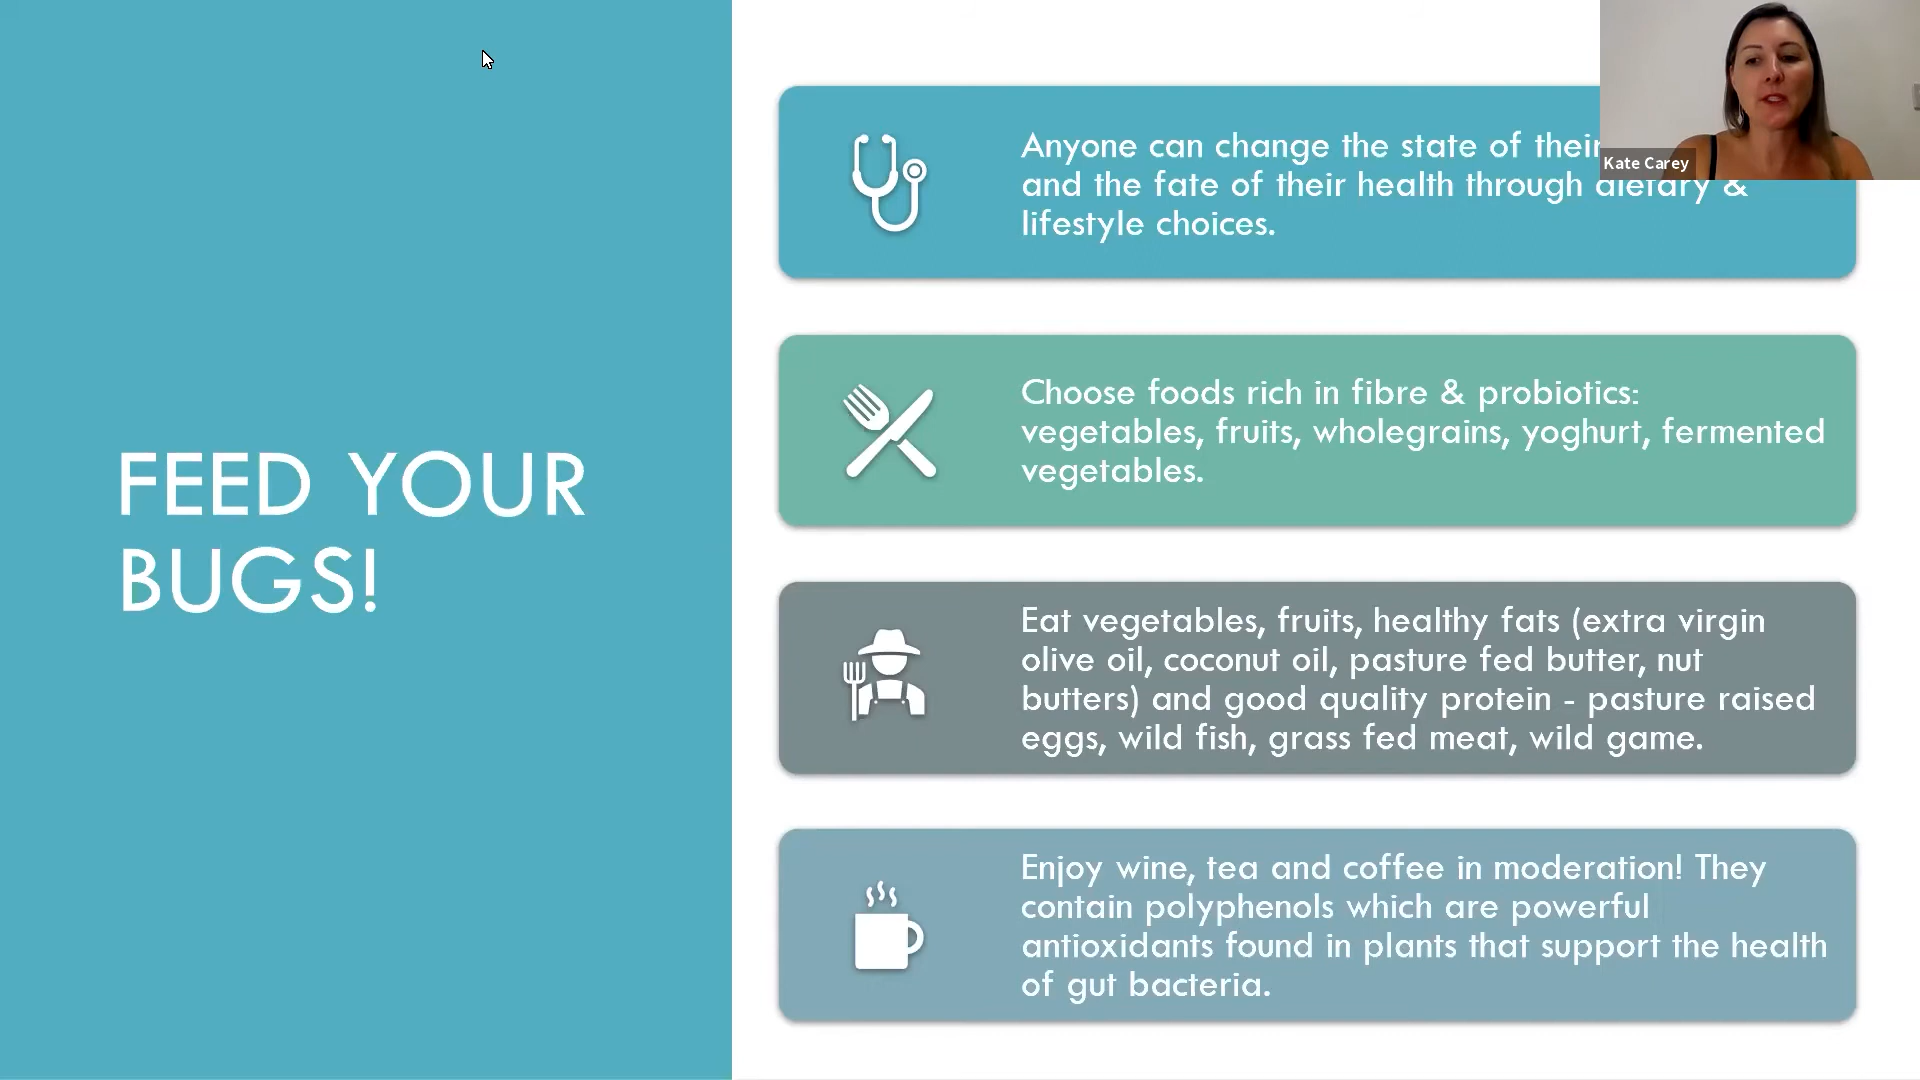 FEED YOUR
BUGS!
Anyone can change the state of their
and the fate of their health through dietary &
lifestyle choices.
Kate Carey
Choose foods rich in fibre & probiotics:
vegetables, fruits, wholegrains, yoghurt, fermented
vegetables.
Eat vegetables, fruits, healthy fats (extra virgin
olive oil, coconut oil, pasture fed butter, nut
butters) and good quality protein - pasture raised
eggs, wild fish, grass fed meat, wild game.
Enjoy wine, tea and coffee in moderation! They
contain polyphenols which are powerful
antioxidants found in plants that support the health
of gut bacteria.